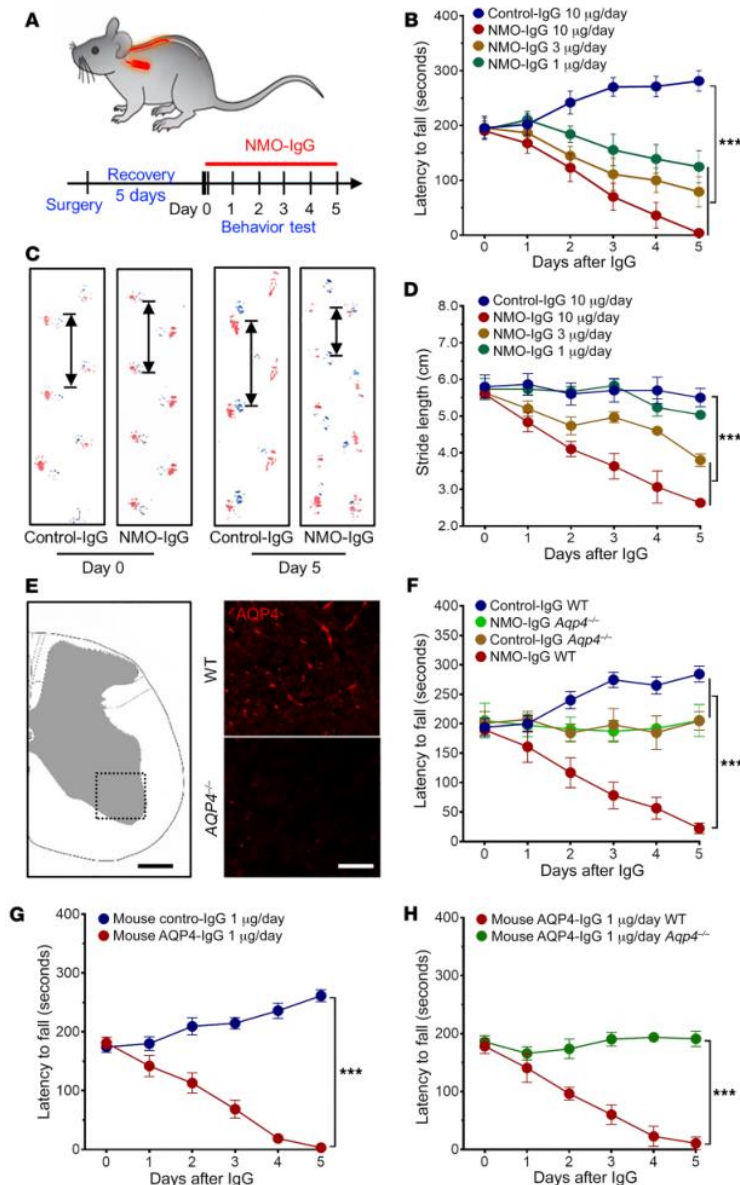 A
NMO-IgG
Recovery
5 days
Surgery
Day 0 1 2 3 4 5
Behavior test
B
Control-IgG 10 μg/day
NMO-IgG 10 μg/day
NMO-IgG 3 μg/day
NMO-IgG 1 μg/day
Latency to fall (seconds)
400
300
200
100
0
***
0 1 2 3 4 5
Days after IgG
C
Control-IgG NMO-IgG Control-IgG NMO-IgG
Day 0 Day 5
D
Control-IgG 10 μg/day
NMO-IgG 10 μg/day
NMO-IgG 3 μg/day
NMO-IgG 1 μg/day
Stride length (cm)
8.0
7.0
6.0
5.0
4.0
3.0
2.0
***
0 1 2 3 4 5
Days after IgG
E
AQP4
WT
AQP4-/-
F
Control-IgG WT
NMO-IgG Aqp4-/-
Control-IgG Aqp4-/-
NMO-IgG WT
Latency to fall (seconds)
400
350
300
250
200
150
100
50
0
***
0 1 2 3 4 5
Days after IgG
G
Mouse contro-IgG 1 μg/day
Mouse AQP4-IgG 1 μg/day
Latency to fall (seconds)
400
300
200
100
0
***
0 1 2 3 4 5
Days after IgG
H
Mouse AQP4-IgG 1 μg/day WT
Mouse AQP4-IgG 1 μg/day Aqp4-/-
Latency to fall (seconds)
400
300
200
100
0
***
0 1 2 3 4 5
Days after IgG